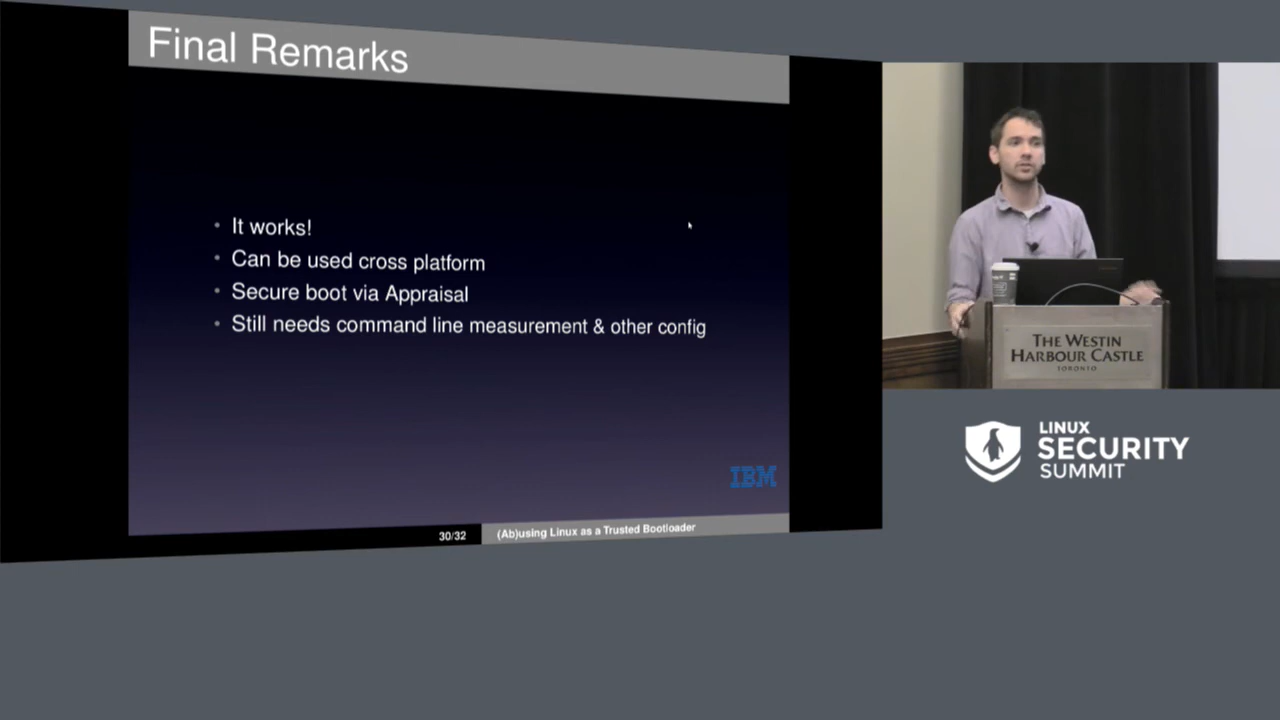 Final Remarks
It works!
Can be used cross platform
Secure boot via Appraisal
Still needs command line measurement & other config
IBM
30/32
(Ab)using Linux as a Trusted Bootloader
THE WESTIN
HARBOUR CASTLE
TORONTO
LINUX
SECURITY
SUMMIT